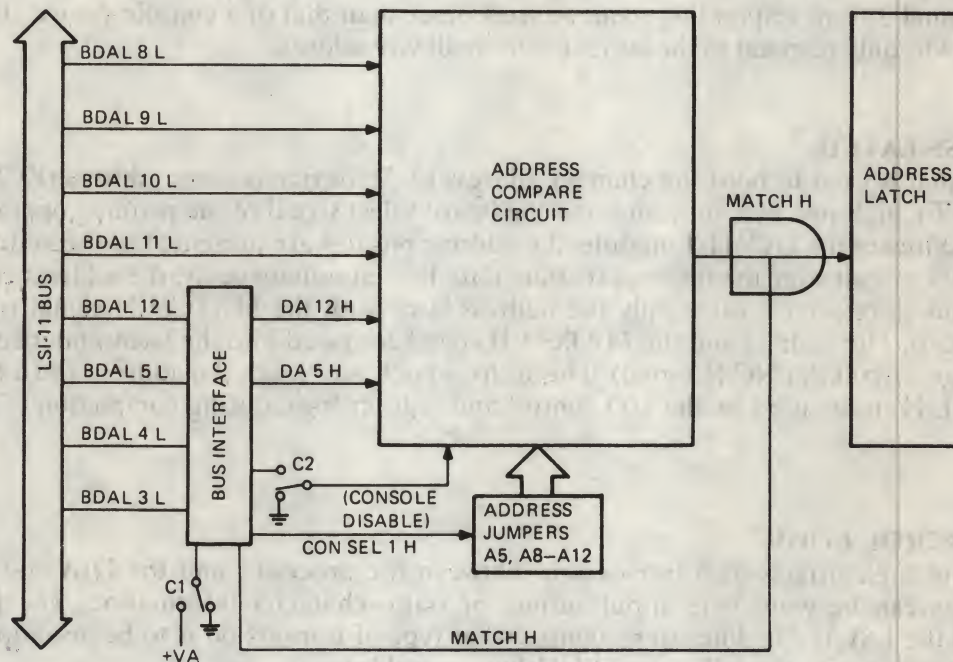 BDAL 8 L
BDAL 9 L
BDAL 10 L
BDAL 11 L
BDAL 12 L
BDAL 5 L
BDAL 4 L
BDAL 3 L
LSI-11 BUS
BUS INTERFACE
DA 12 H
DA 5 H
ADDRESS
COMPARE
CIRCUIT
MATCH H
ADDRESS
LATCH
C2
(CONSOLE
DISABLE)
CON SEL 1 H
ADDRESS
JUMPERS
A5, A8–A12
C1
+VA
MATCH H